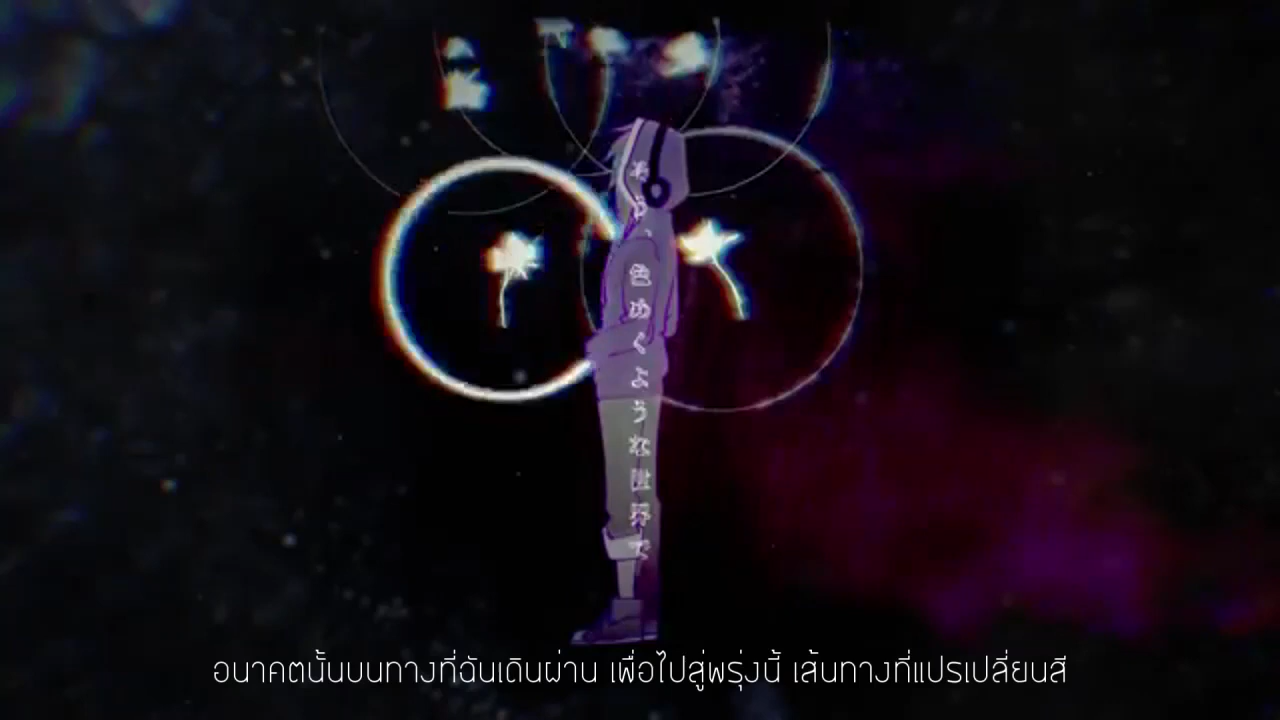 ほら、色めくような世界で
อนาคตนั้นบนทางที่ฉันเดินผ่าน เพื่อไปสู่พรุ่งนี้ เส้นทางที่แปรเปลี่ยนสี